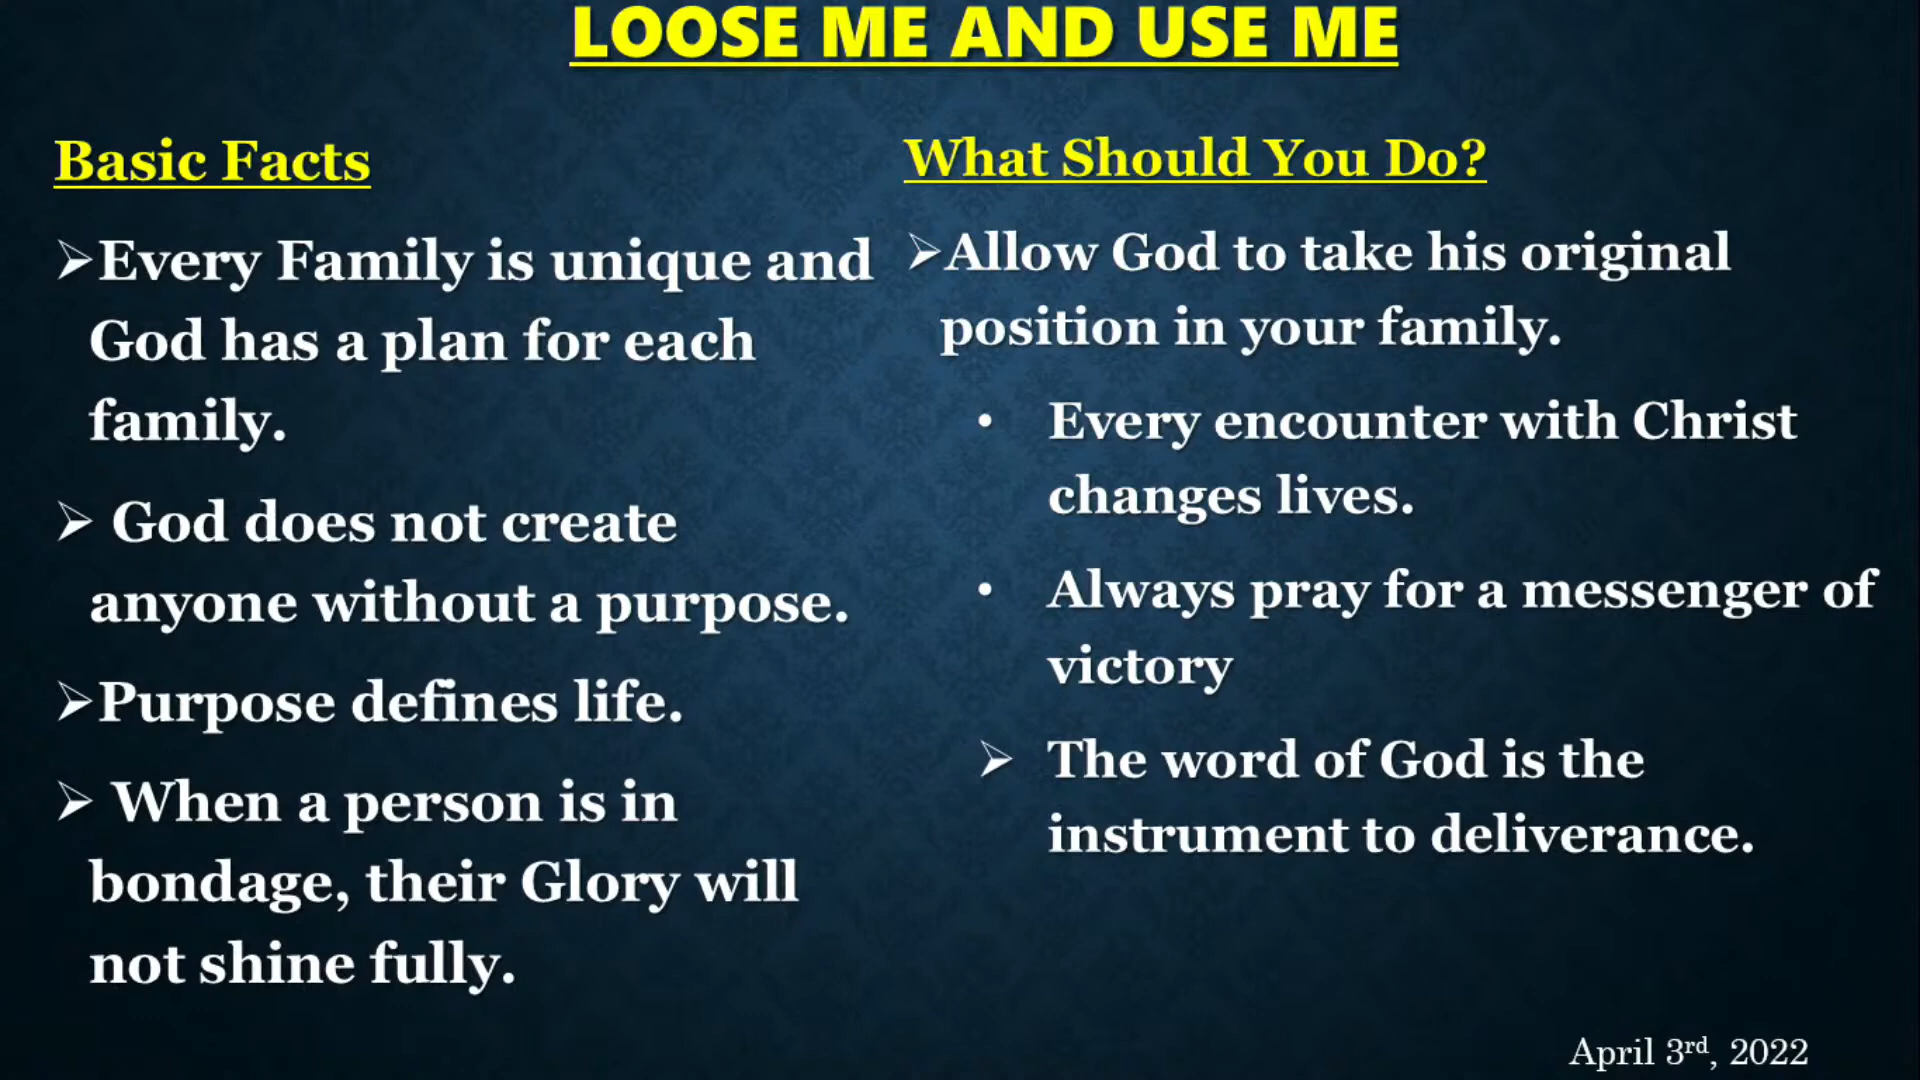 LOOSE ME AND USE ME
Basic Facts
➢Every Family is unique and
God has a plan for each
family.
➢ God does not create
anyone without a purpose.
➢Purpose defines life.
➢ When a person is in
bondage, their Glory will
not shine fully.
What Should You Do?
➢Allow God to take his original
position in your family.
• Every encounter with Christ
changes lives.
• Always pray for a messenger of
victory
➢ The word of God is the
instrument to deliverance.
April 3rd, 2022